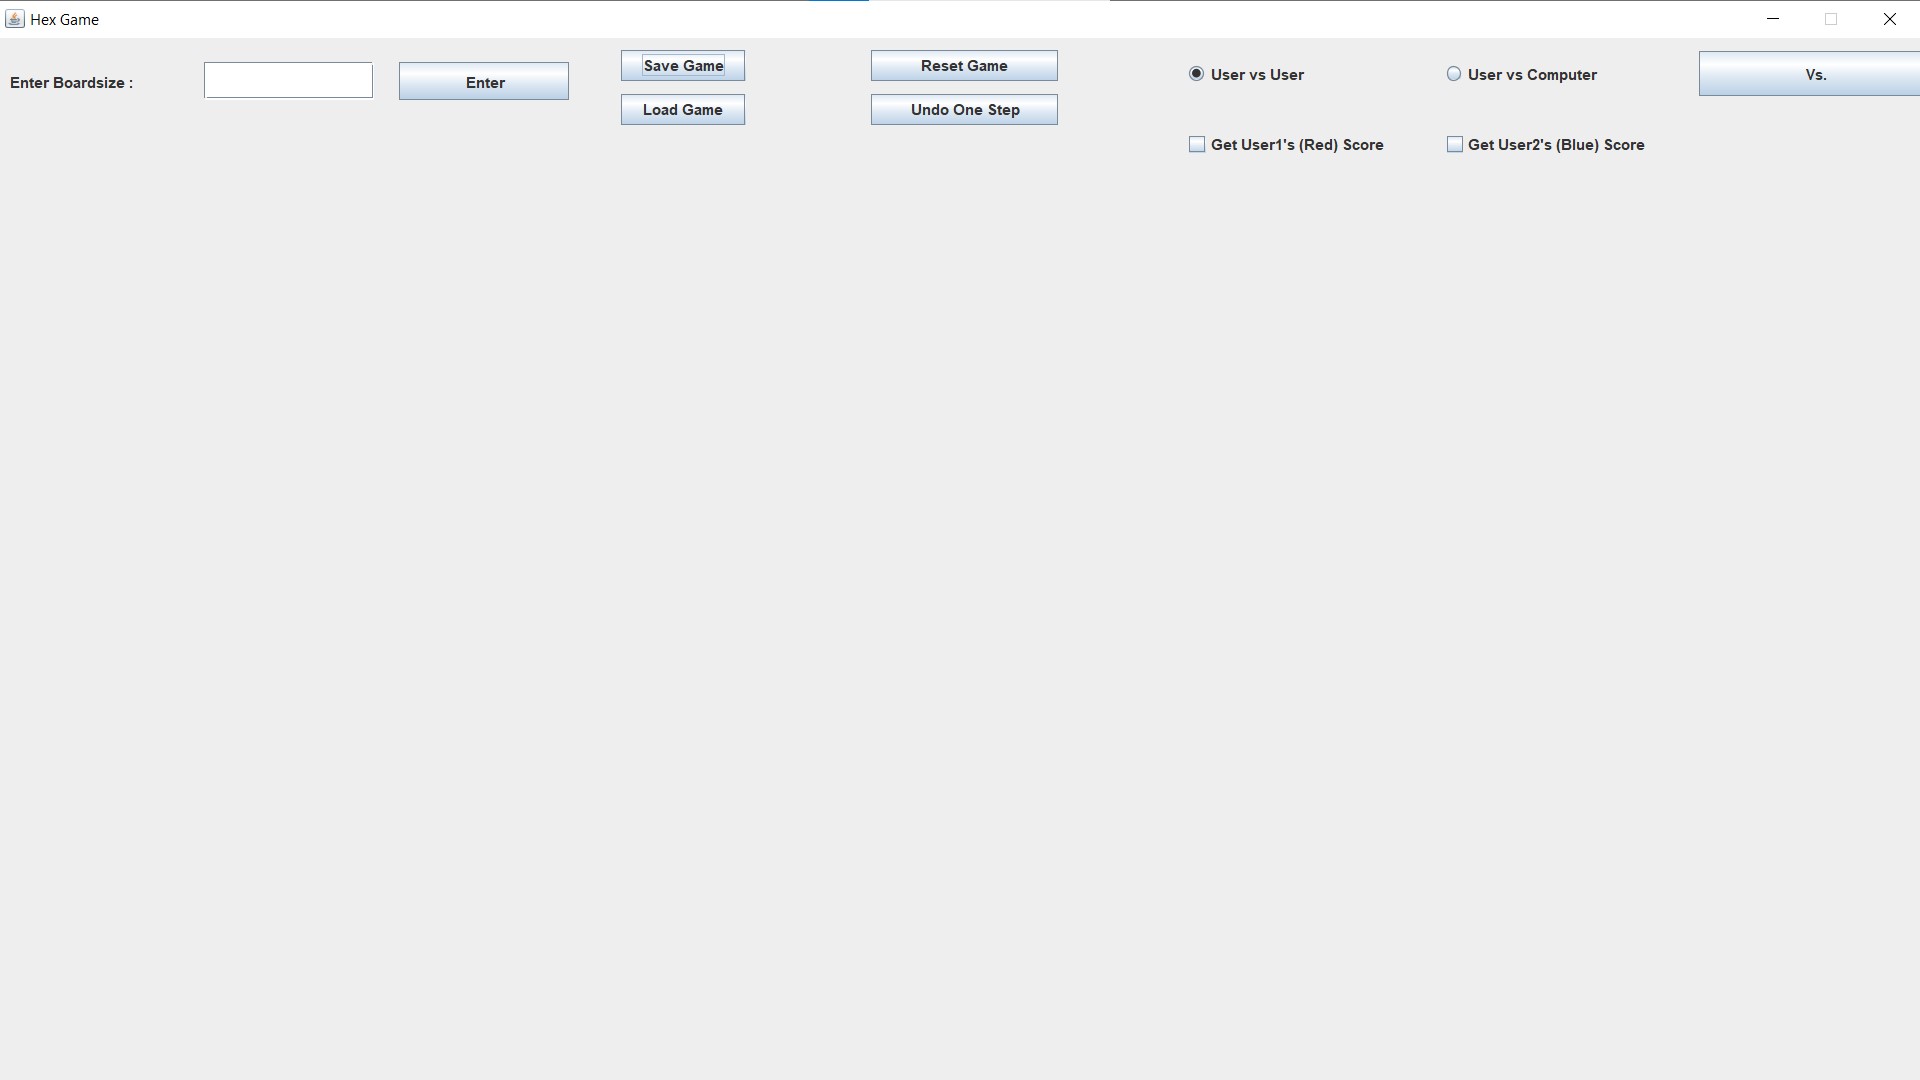 Hex Game
Enter Boardsize :
Enter
Save Game
Load Game
Reset Game
Undo One Step
User vs User
User vs Computer
Vs.
Get User1's (Red) Score
Get User2's (Blue) Score